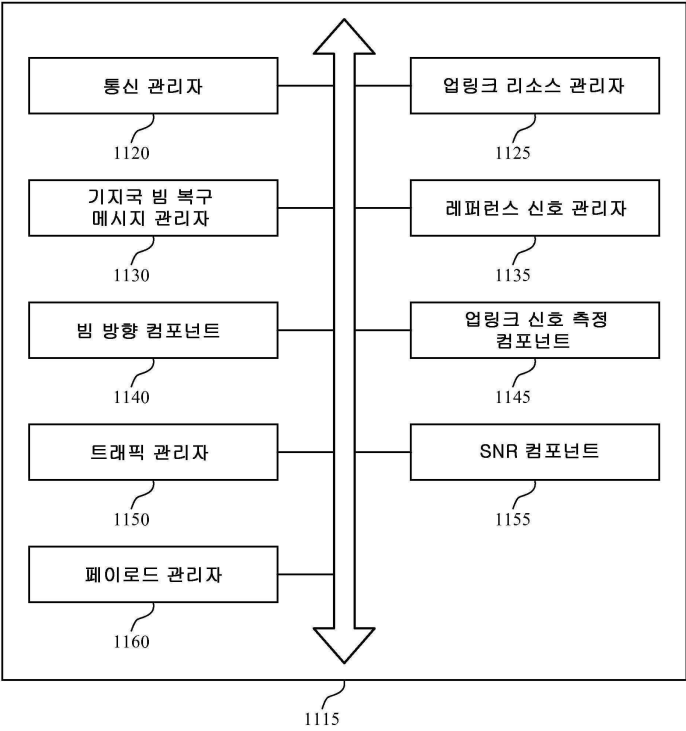 통신 관리자
1120
업링크 리소스 관리자
1125
기지국 빔 복구
메시지 관리자
1130
레퍼런스 신호 관리자
1135
빔 방향 컴포넌트
1140
업링크 신호 측정
컴포넌트
1145
트래픽 관리자
1150
SNR 컴포넌트
1155
페이로드 관리자
1160
1115